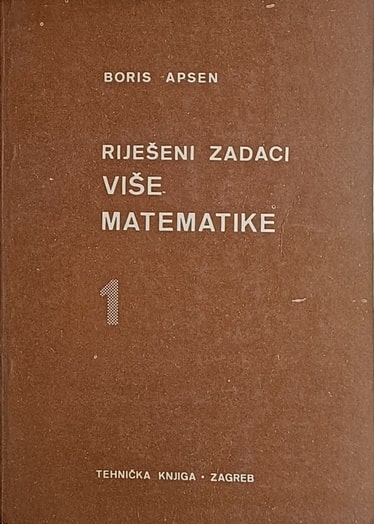 BORIS APSEN
RIJEŠENI ZADACI
VIŠE
MATEMATIKE
1
TEHNIČKA KNJIGA · ZAGREB